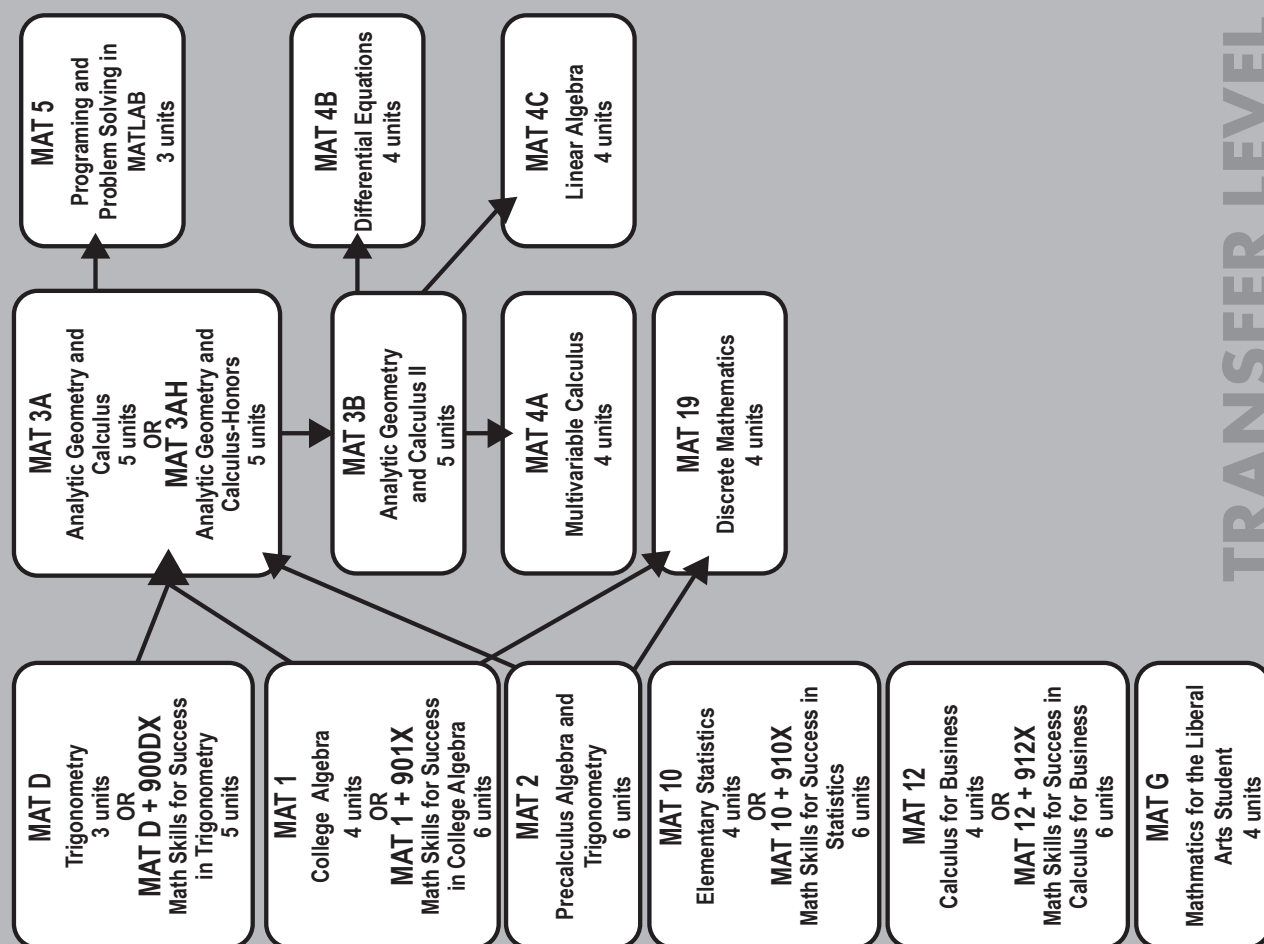 MAT D
Trigonometry
3 units
OR
MAT D + 900DX
Math Skills for Success
in Trigonometry
5 units
MAT 1
College Algebra
4 units
OR
MAT 1 + 901X
Math Skills for Success
in College Algebra
6 units
MAT 2
Precalculus Algebra and
Trigonometry
6 units
MAT 10
Elementary Statistics
4 units
OR
MAT 10 + 910X
Math Skills for Success in
Statistics
6 units
MAT 12
Calculus for Business
4 units
OR
MAT 12 + 912X
Math Skills for Success in
Calculus for Business
6 units
MAT G
Mathmatics for the Liberal
Arts Student
4 units
MAT 3A
Analytic Geometry and
Calculus
5 units
OR
MAT 3AH
Analytic Geometry and
Calculus-Honors
5 units
MAT 3B
Analytic Geometry
and Calculus II
5 units
MAT 4A
Multivariable Calculus
4 units
MAT 19
Discrete Mathematics
4 units
MAT 5
Programing and
Problem Solving in
MATLAB
3 units
MAT 4B
Differential Equations
4 units
MAT 4C
Linear Algebra
4 units
TRANSFER LEVEL